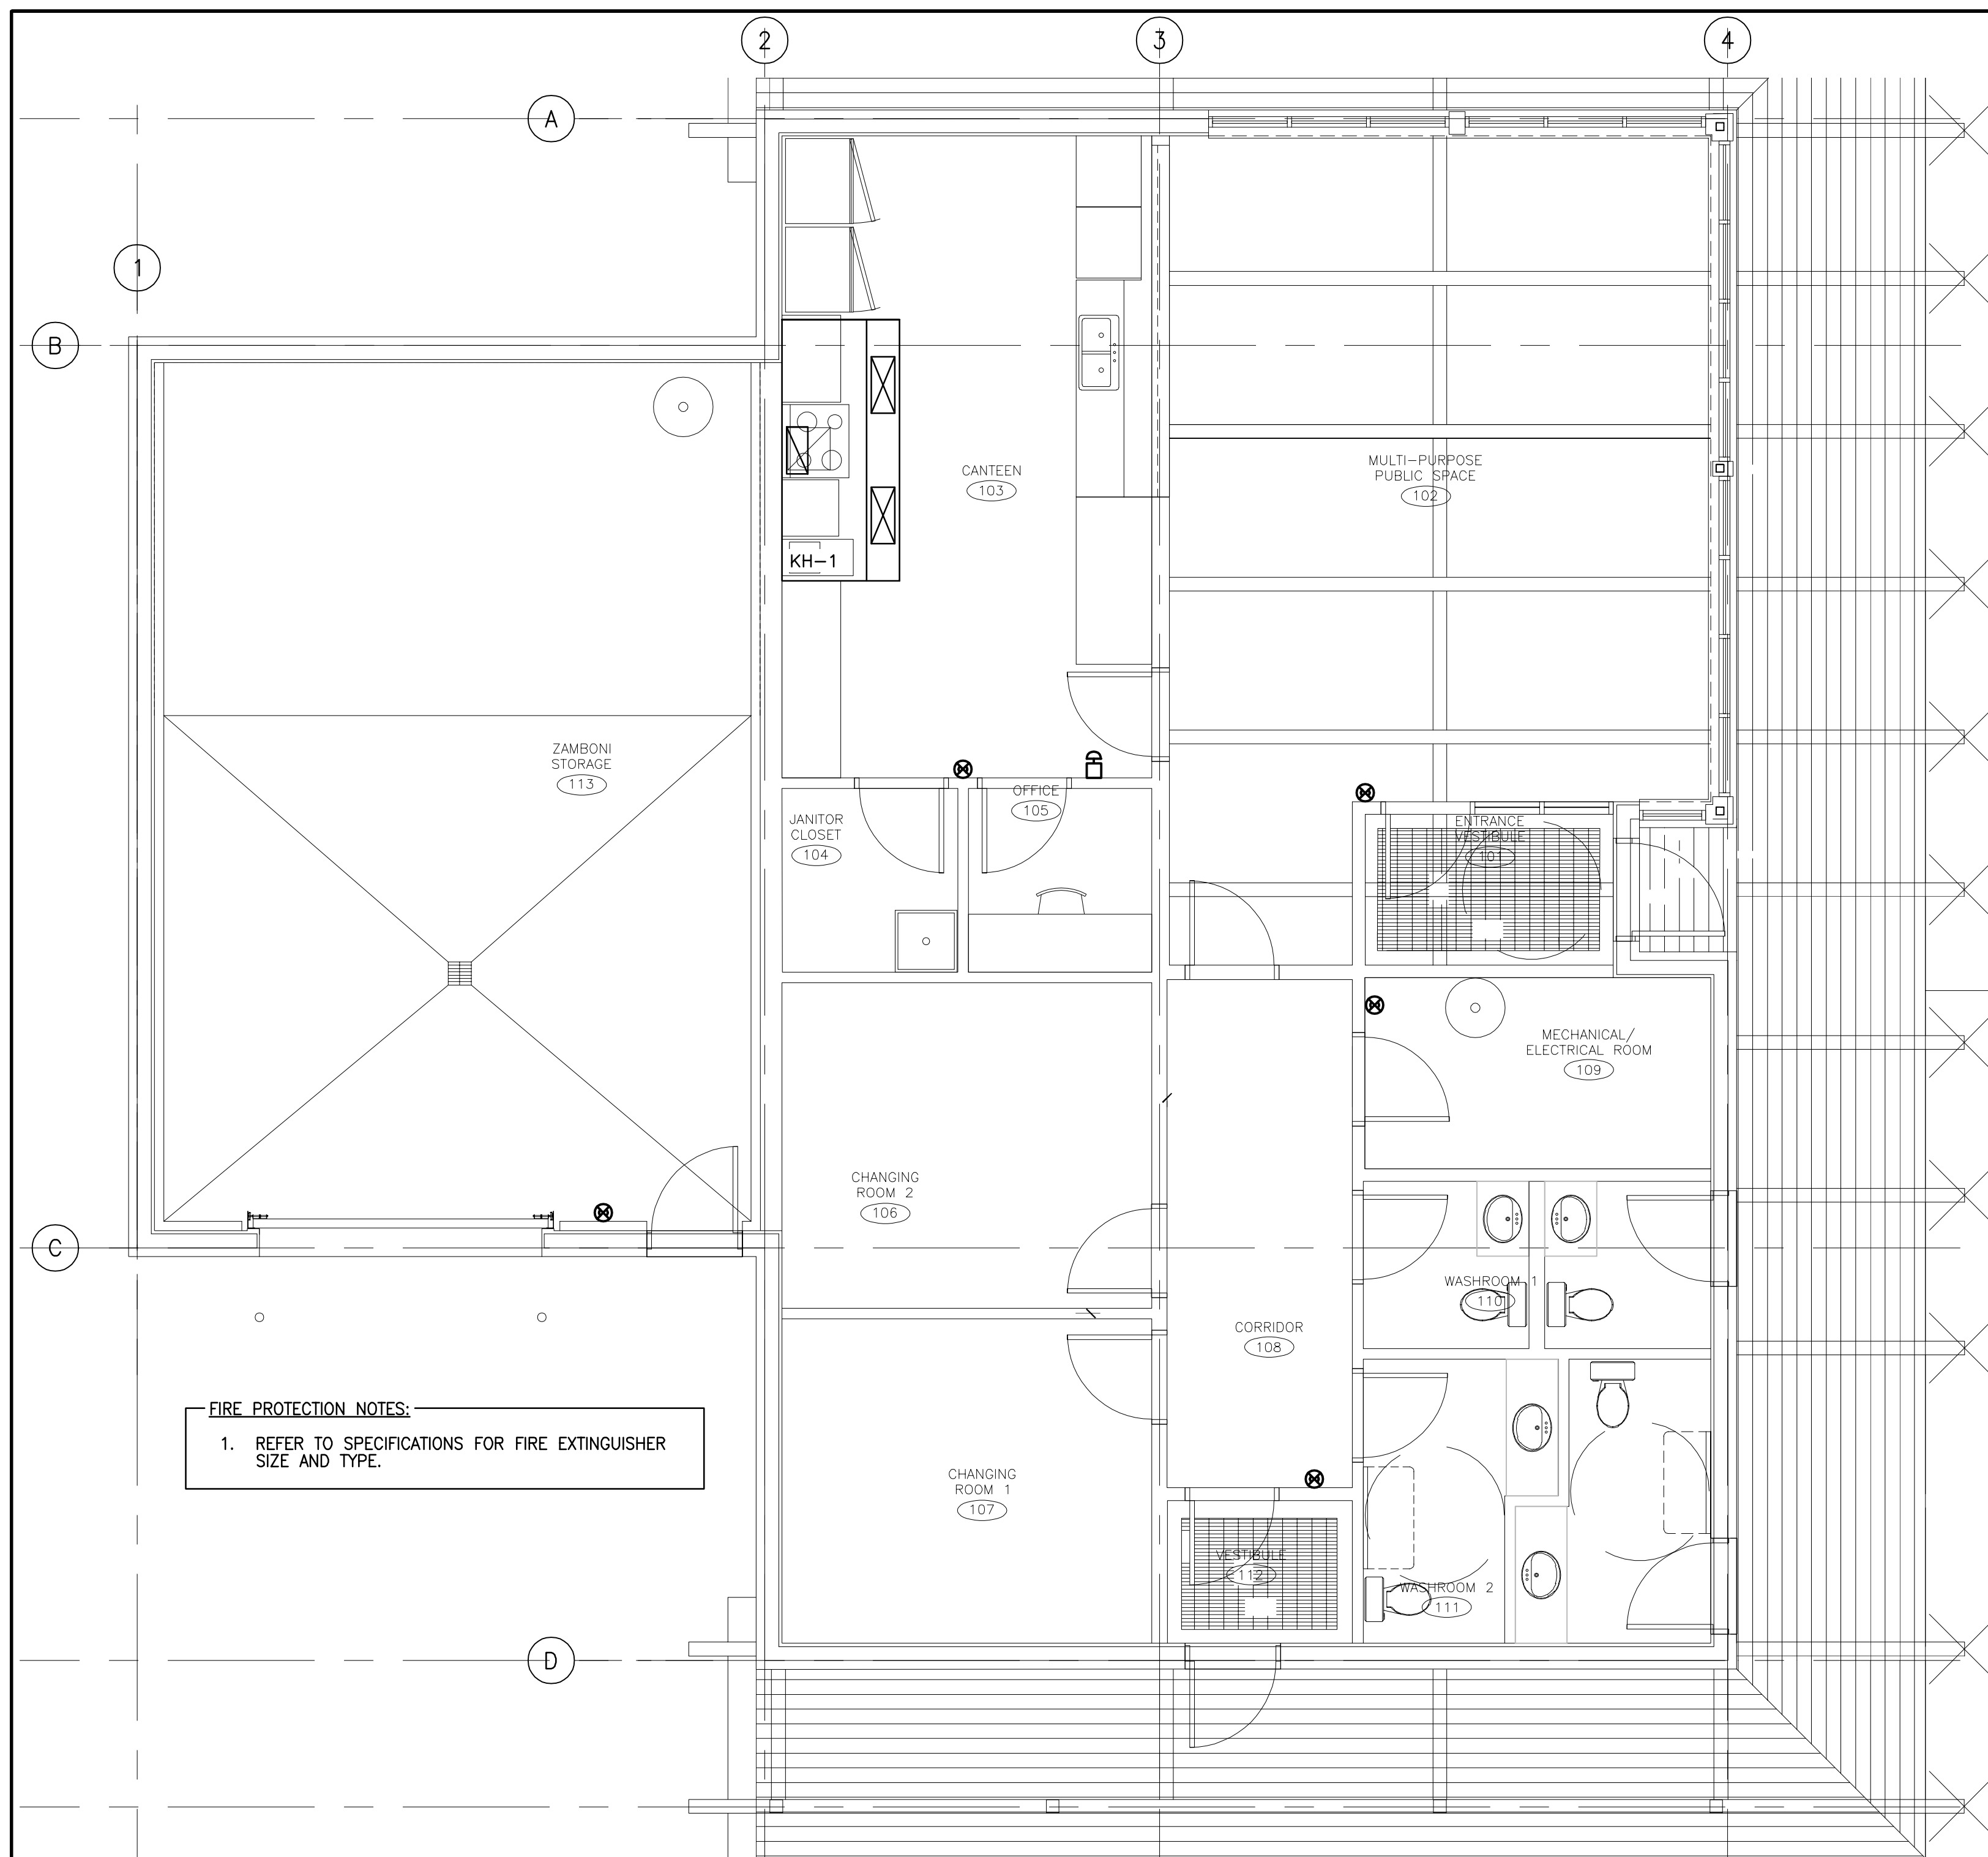 2
3
4
A
1
B
CANTEEN
103
MULTI-PURPOSE
PUBLIC SPACE
102
KH-1
ZAMBONI
STORAGE
113
OFFICE
105
JANITOR
CLOSET
104
ENTRANCE
VESTIBULE
101
MECHANICAL/
ELECTRICAL ROOM
109
CHANGING
ROOM 2
106
C
WASHROOM 1
110
CORRIDOR
108
FIRE PROTECTION NOTES:
1. REFER TO SPECIFICATIONS FOR FIRE EXTINGUISHER
SIZE AND TYPE.
CHANGING
ROOM 1
107
VESTIBULE
112
WASHROOM 2
111
D